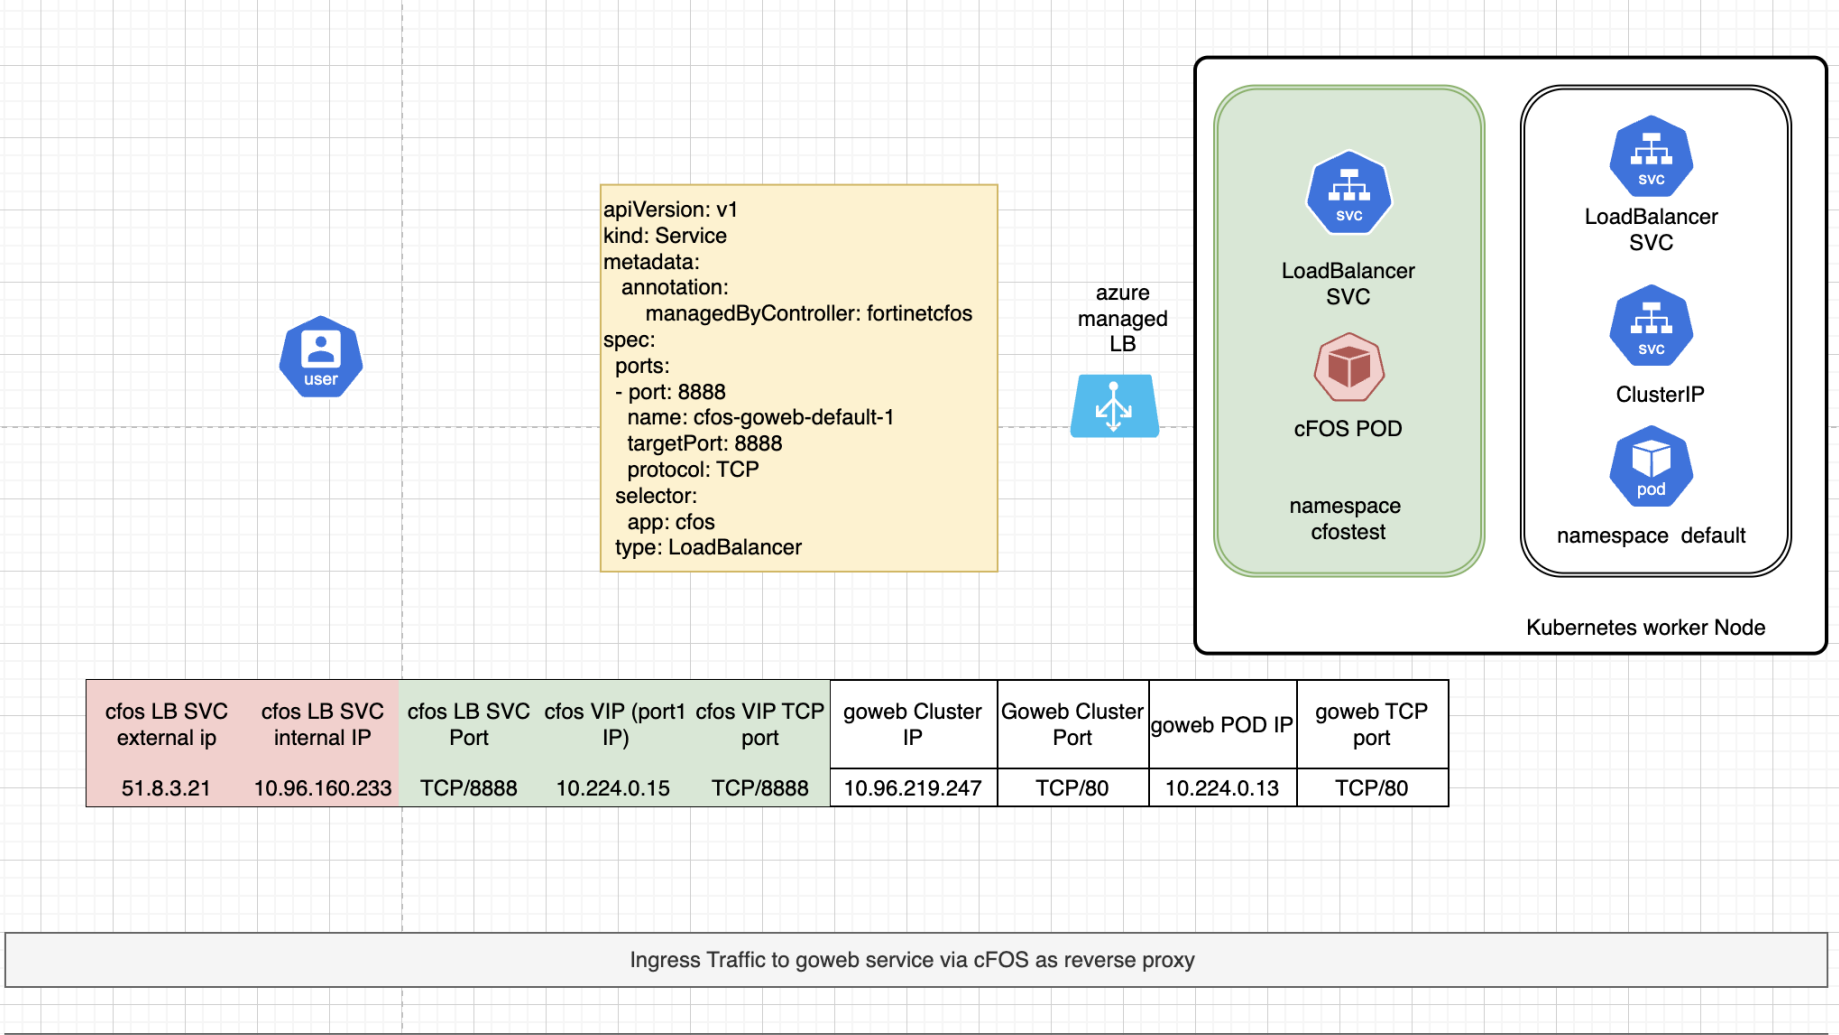 user
apiVersion: v1
kind: Service
metadata:
annotation:
managedByController: fortinetcfos
spec:
ports:
- port: 8888
name: cfos-goweb-default-1
targetPort: 8888
protocol: TCP
selector:
app: cfos
type: LoadBalancer
azure
managed
LB
SVC
LoadBalancer
SVC
cFOS POD
namespace
cfostest
SVC
LoadBalancer
SVC
SVC
ClusterIP
pod
namespace default
Kubernetes worker Node
cfos LB SVC
external ip
cfos LB SVC
internal IP
cfos LB SVC
Port
cfos VIP (port1
IP)
cfos VIP TCP
port
goweb Cluster
IP
Goweb Cluster
Port
goweb POD IP
goweb TCP
port
51.8.3.21
10.96.160.233
TCP/8888
10.224.0.15
TCP/8888
10.96.219.247
TCP/80
10.224.0.13
TCP/80
Ingress Traffic to goweb service via cFOS as reverse proxy